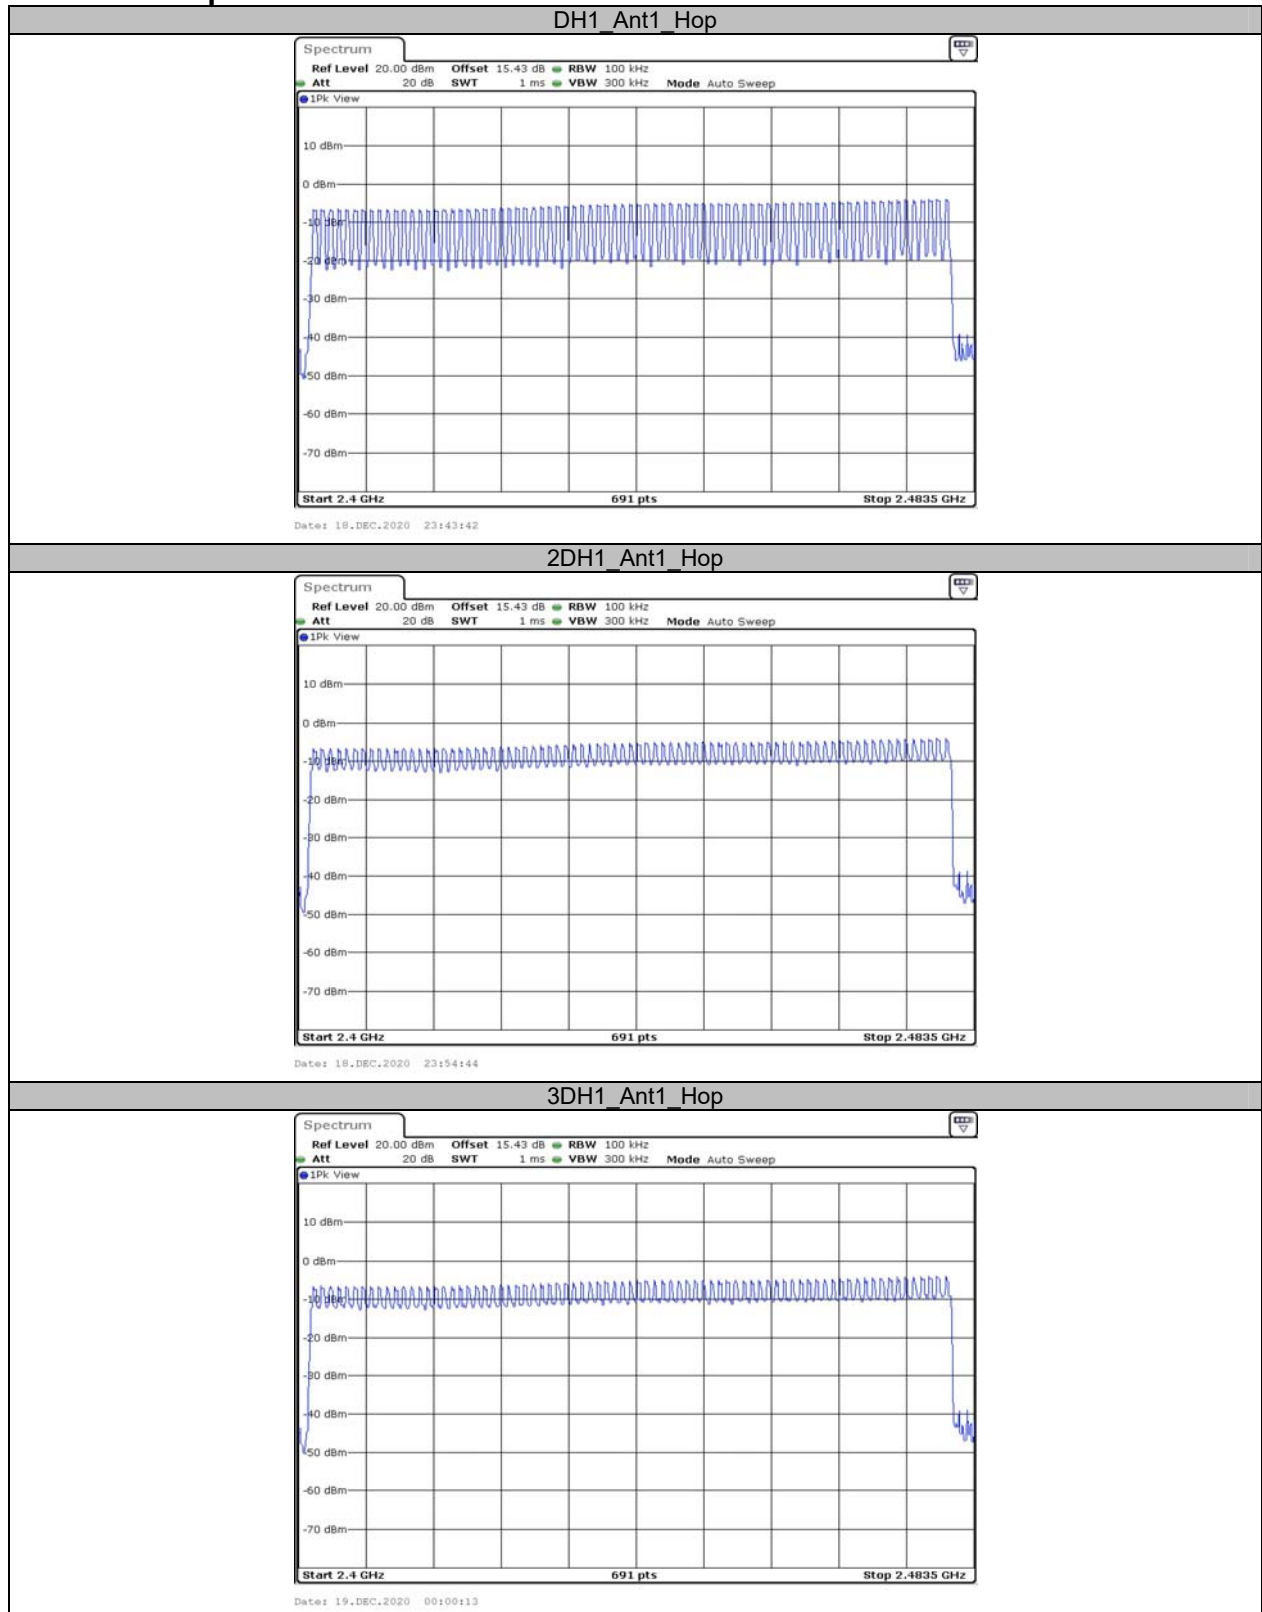 DH1_Ant1_Hop
Spectrum
Ref Level 20.00 dBm Offset 15.43 dB RBW 100 kHz
Att 20 dB SWT 1 ms VBW 300 kHz Mode Auto Sweep
1Pk View
10 dBm
0 dBm
-10 dBm
-20 dBm
-30 dBm
-40 dBm
-50 dBm
-60 dBm
-70 dBm
Start 2.4 GHz 691 pts Stop 2.4835 GHz
Date: 18.DEC.2020 23:43:42
2DH1_Ant1_Hop
Spectrum
Ref Level 20.00 dBm Offset 15.43 dB RBW 100 kHz
Att 20 dB SWT 1 ms VBW 300 kHz Mode Auto Sweep
1Pk View
10 dBm
0 dBm
-10 dBm
-20 dBm
-30 dBm
-40 dBm
-50 dBm
-60 dBm
-70 dBm
Start 2.4 GHz 691 pts Stop 2.4835 GHz
Date: 18.DEC.2020 23:54:44
3DH1_Ant1_Hop
Spectrum
Ref Level 20.00 dBm Offset 15.43 dB RBW 100 kHz
Att 20 dB SWT 1 ms VBW 300 kHz Mode Auto Sweep
1Pk View
10 dBm
0 dBm
-10 dBm
-20 dBm
-30 dBm
-40 dBm
-50 dBm
-60 dBm
-70 dBm
Start 2.4 GHz 691 pts Stop 2.4835 GHz
Date: 19.DEC.2020 00:00:13